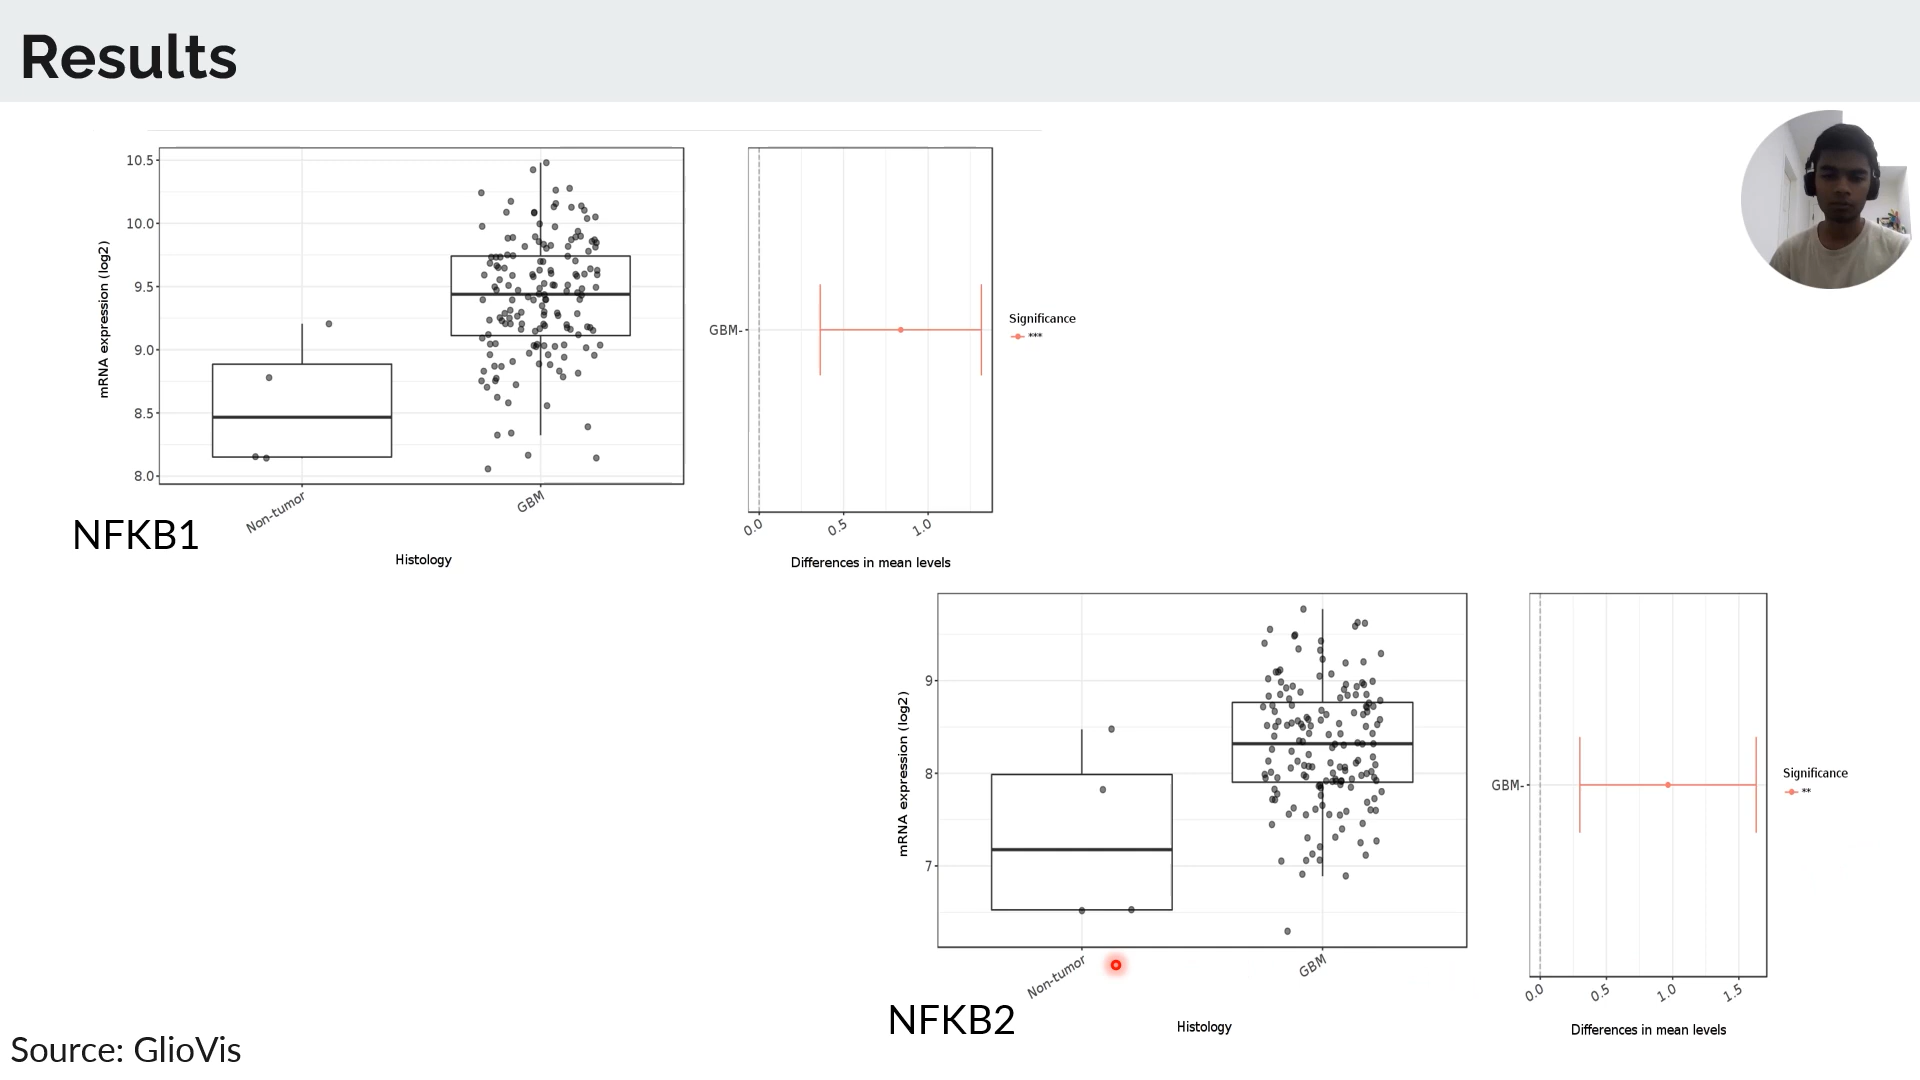 Results
10.5
10.0
9.5
9.0
8.5
8.0
mRNA expression (log2)
Non-tumor
GBM
Histology
NFKB1
GBM
0.0
0.5
1.0
Differences in mean levels
Significance
***
9
8
7
mRNA expression (log2)
Non-tumor
GBM
Histology
NFKB2
GBM
0.0
0.5
1.0
1.5
Differences in mean levels
Significance
**
Source: GlioVis